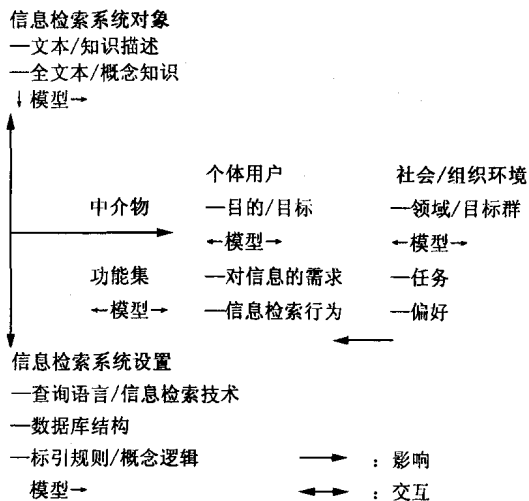 信息检索系统对象
—文本/知识描述
—全文本/概念知识
↓模型→
个体用户 社会/组织环境
中介物 —目的/目标 —领域/目标群
←模型→ ←模型→
功能集 —对信息的需求 —任务
←模型→ —信息检索行为 —偏好
信息检索系统设置
—查询语言/信息检索技术
—数据库结构
—标引规则/概念逻辑 ：影响
模型→ ：交互